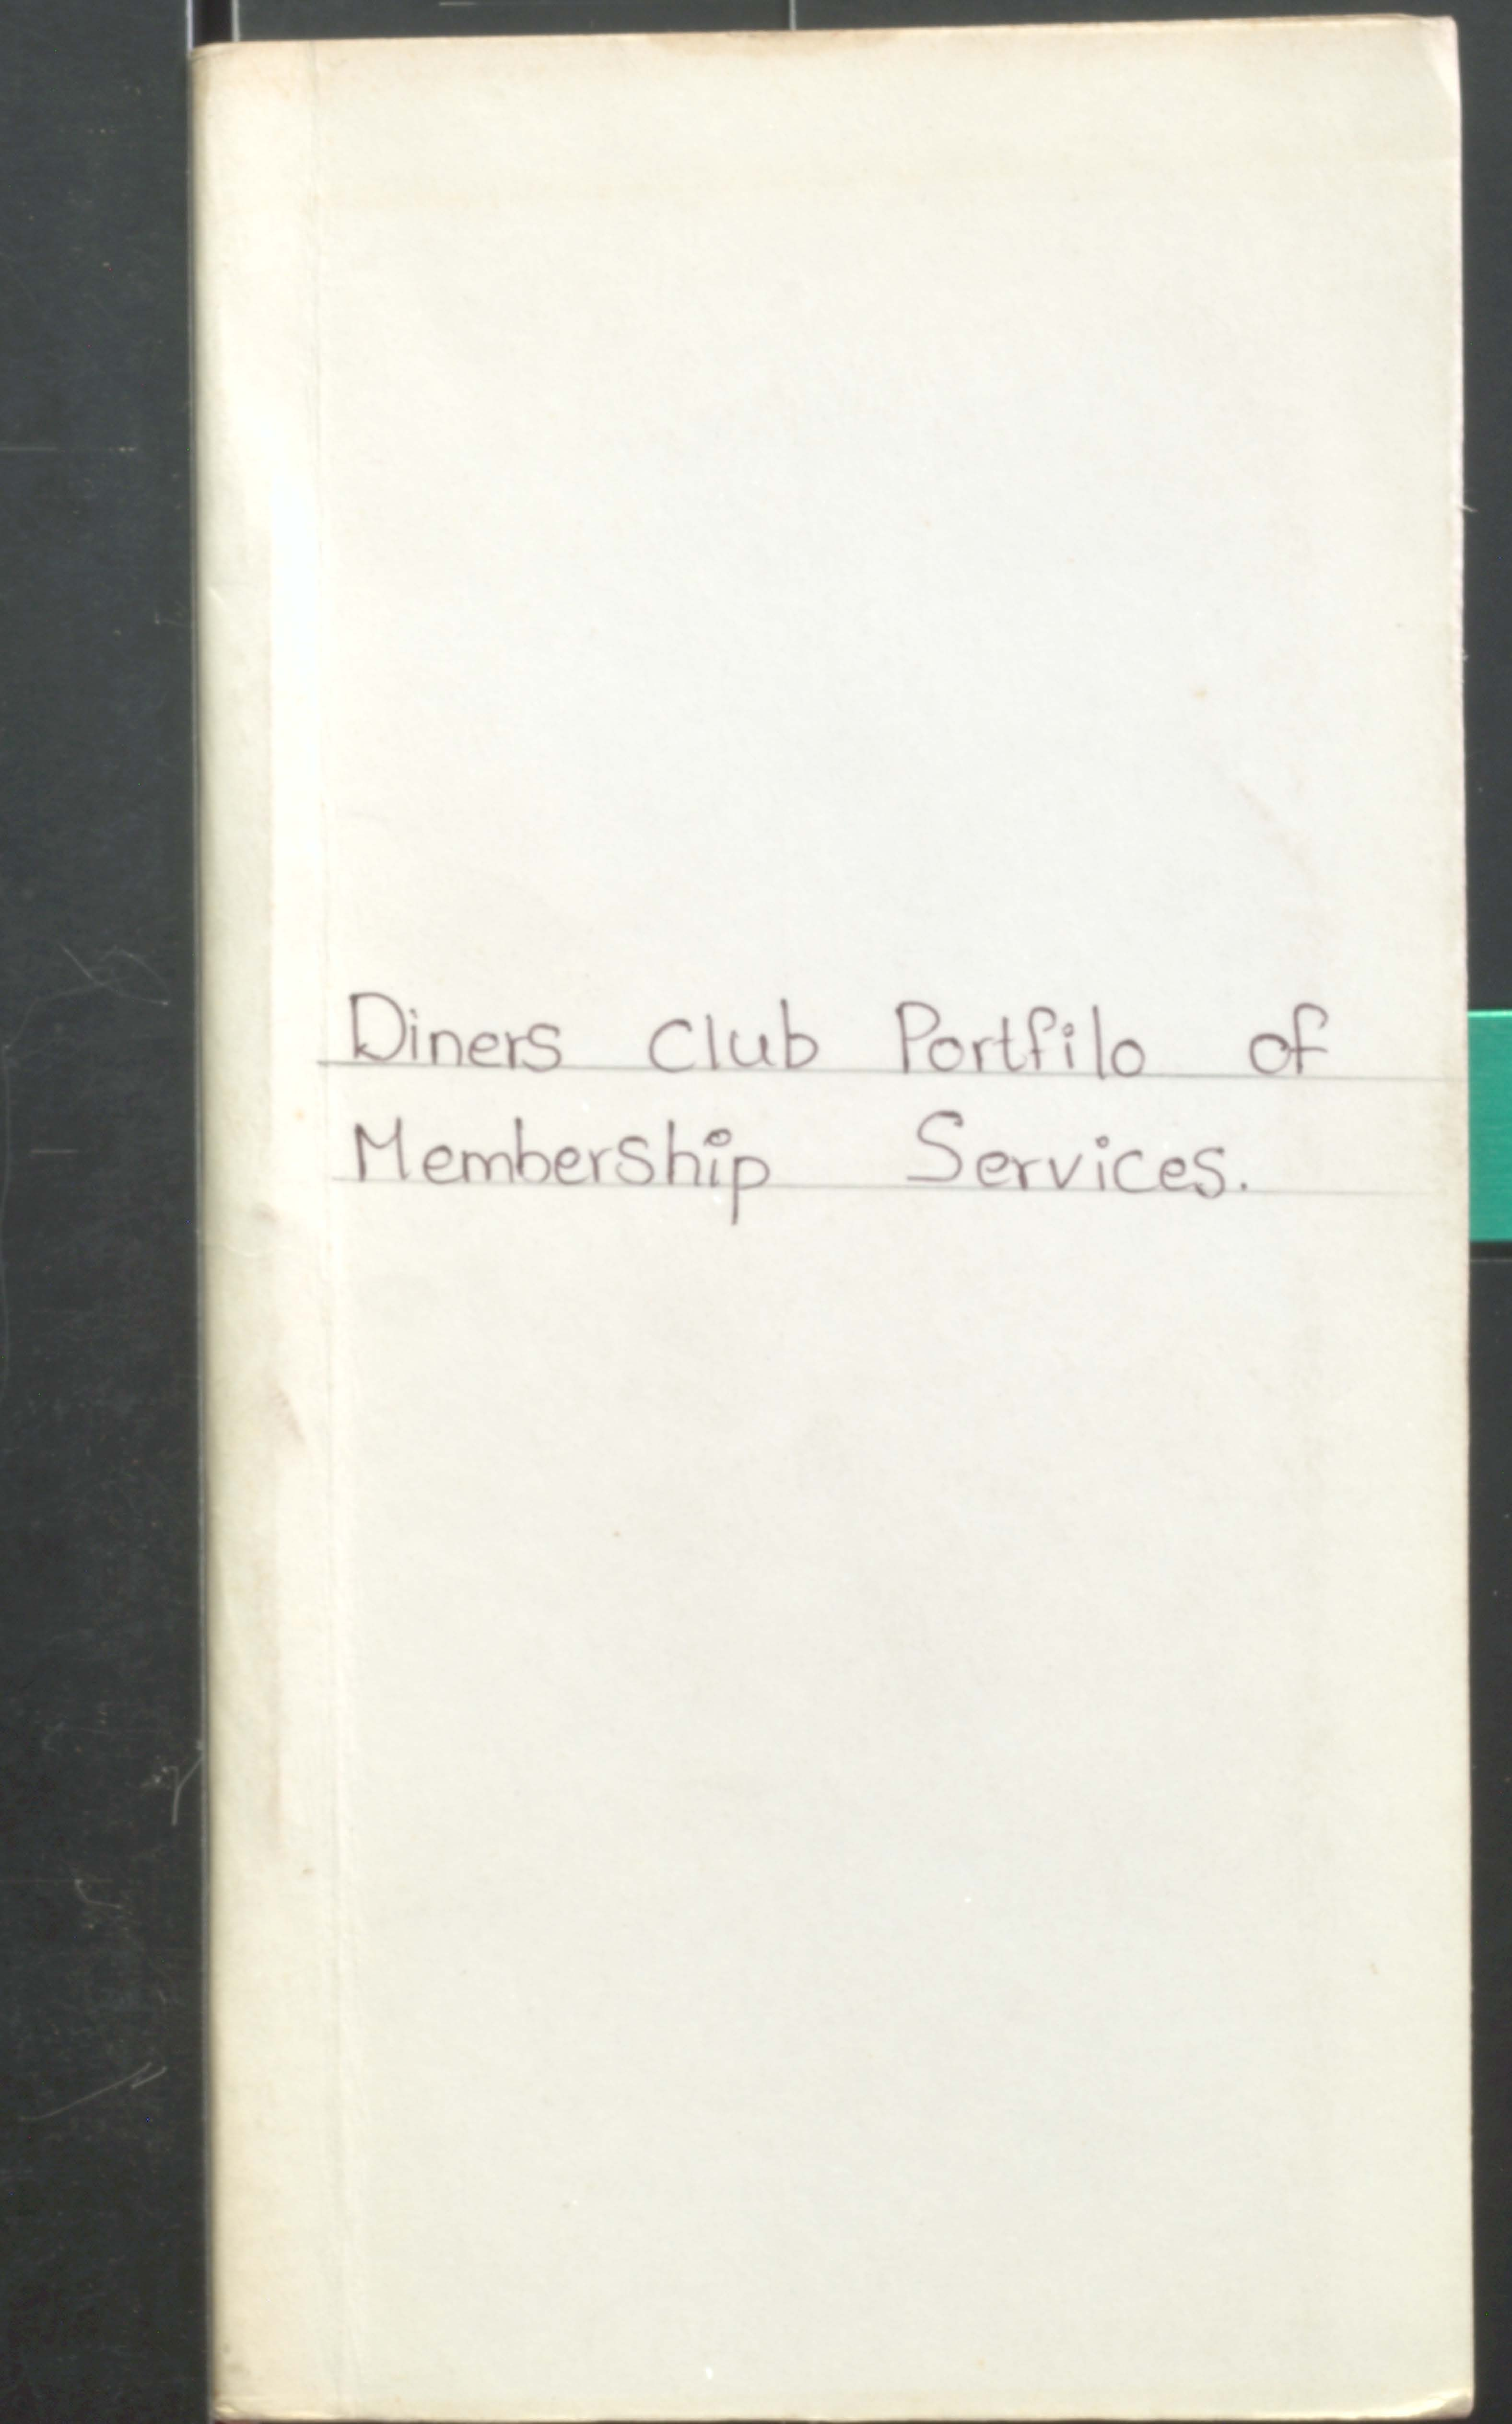 Diners Club Portfilo of
Membership Services.